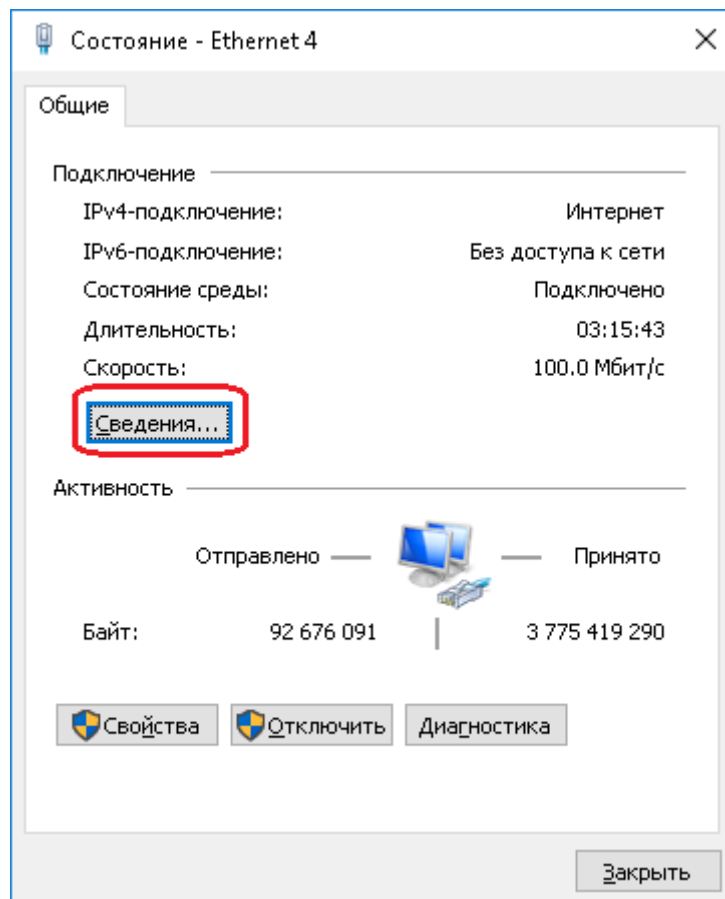 Состояние - Ethernet 4
Общие
Подключение
IPv4-подключение: Интернет
IPv6-подключение: Без доступа к сети
Состояние среды: Подключено
Длительность: 03:15:43
Скорость: 100.0 Мбит/с
Сведения...
Активность
Отправлено — — Принято
Байт: 92 676 091 | 3 775 419 290
Свойства Отключить Диагностика
Закрыть